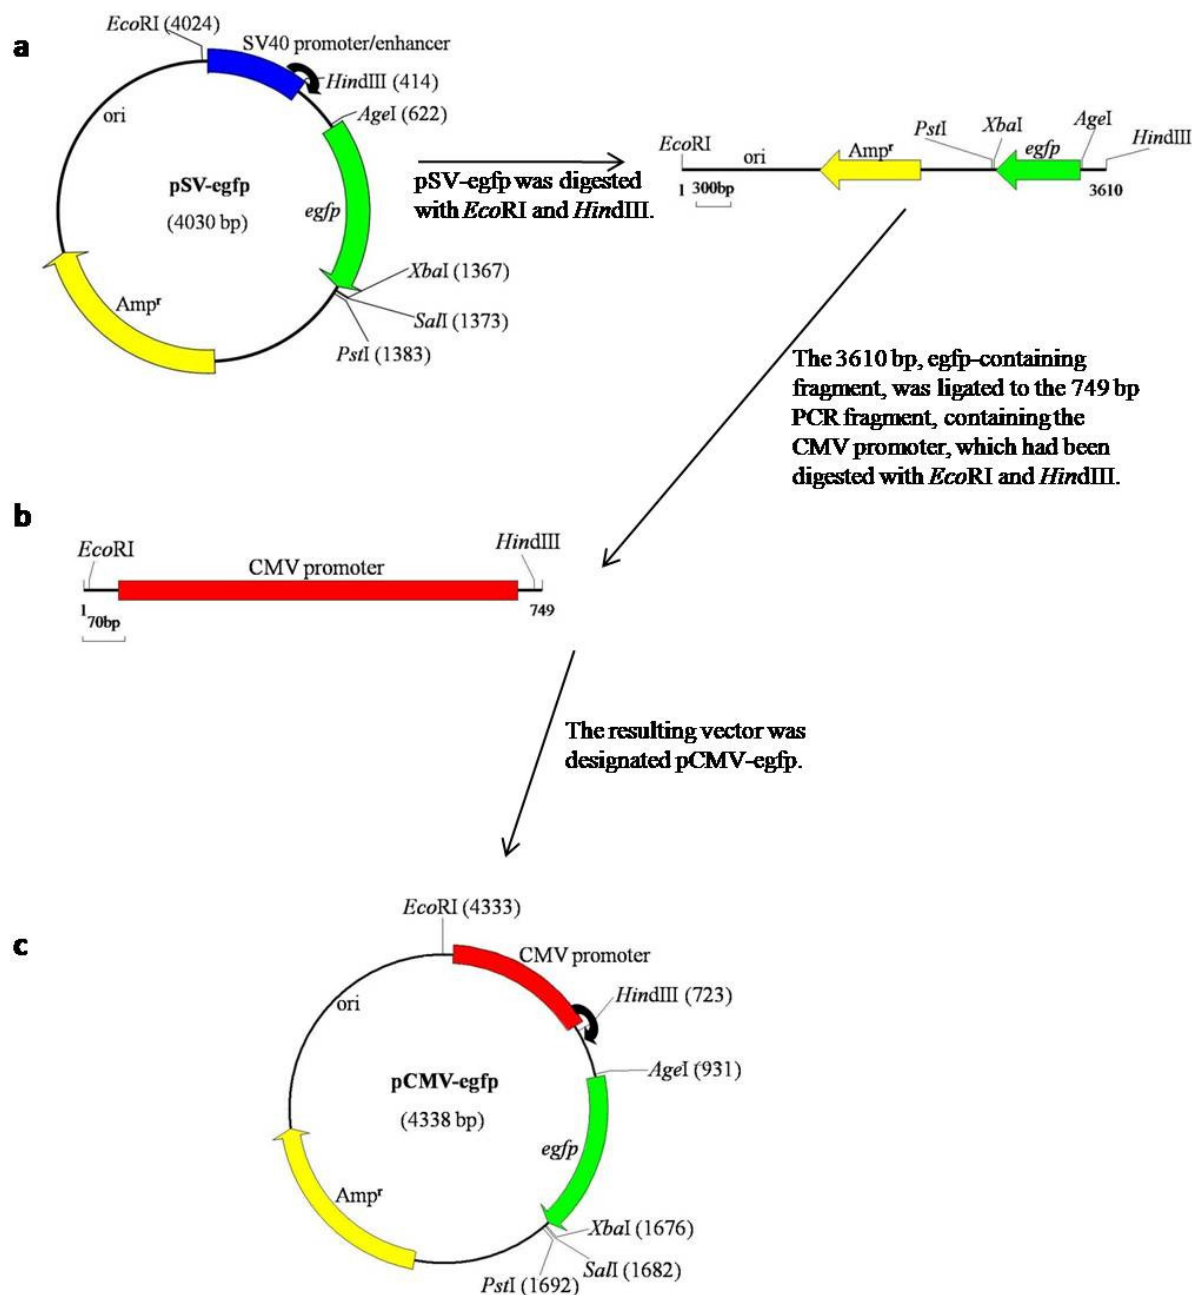 a
EcoRI (4024)
SV40 promoter/enhancer
HindIII (414)
AgeI (622)
ori
pSV-egfp
(4030 bp)
egfp
XbaI (1367)
SalI (1373)
PstI (1383)
Ampr
pSV-egfp was digested
with EcoRI and HindIII.
EcoRI
ori
Ampr
PstI
XbaI
egfp
AgeI
HindIII
1 300bp
3610
The 3610 bp, egfp-containing
fragment, was ligated to the 749 bp
PCR fragment, containing the
CMV promoter, which had been
digested with EcoRI and HindIII.
b
EcoRI
CMV promoter
HindIII
1
70bp
749
The resulting vector was
designated pCMV-egfp.
c
EcoRI (4333)
CMV promoter
HindIII (723)
ori
AgeI (931)
pCMV-egfp
(4338 bp)
egfp
Ampr
XbaI (1676)
SalI (1682)
PstI (1692)